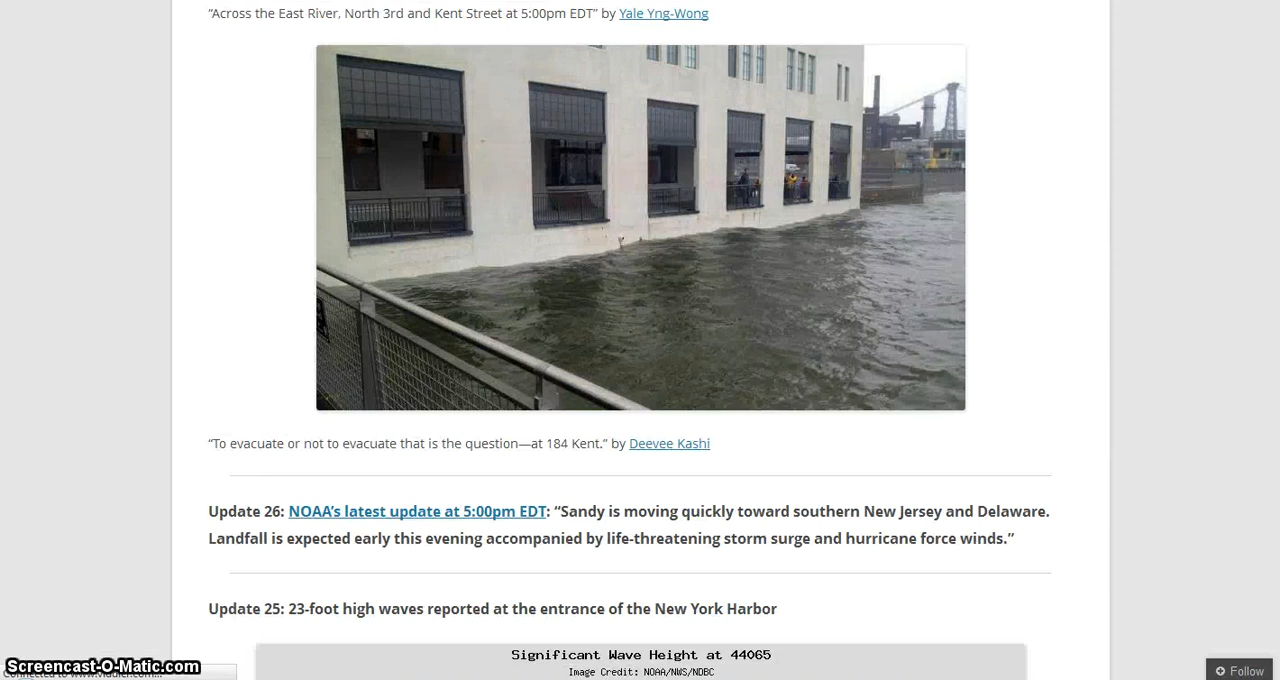 “Across the East River, North 3rd and Kent Street at 5:00pm EDT” by Yale Yng-Wong
“To evacuate or not to evacuate that is the question—at 184 Kent.” by Deevee Kashi
Update 26: NOAA’s latest update at 5:00pm EDT: “Sandy is moving quickly toward southern New Jersey and Delaware.
Landfall is expected early this evening accompanied by life-threatening storm surge and hurricane force winds.”
Update 25: 23-foot high waves reported at the entrance of the New York Harbor
Significant Wave Height at 44065
Image Credit: NOAA/NWS/NDBC
Screencast-O-Matic.com
Follow